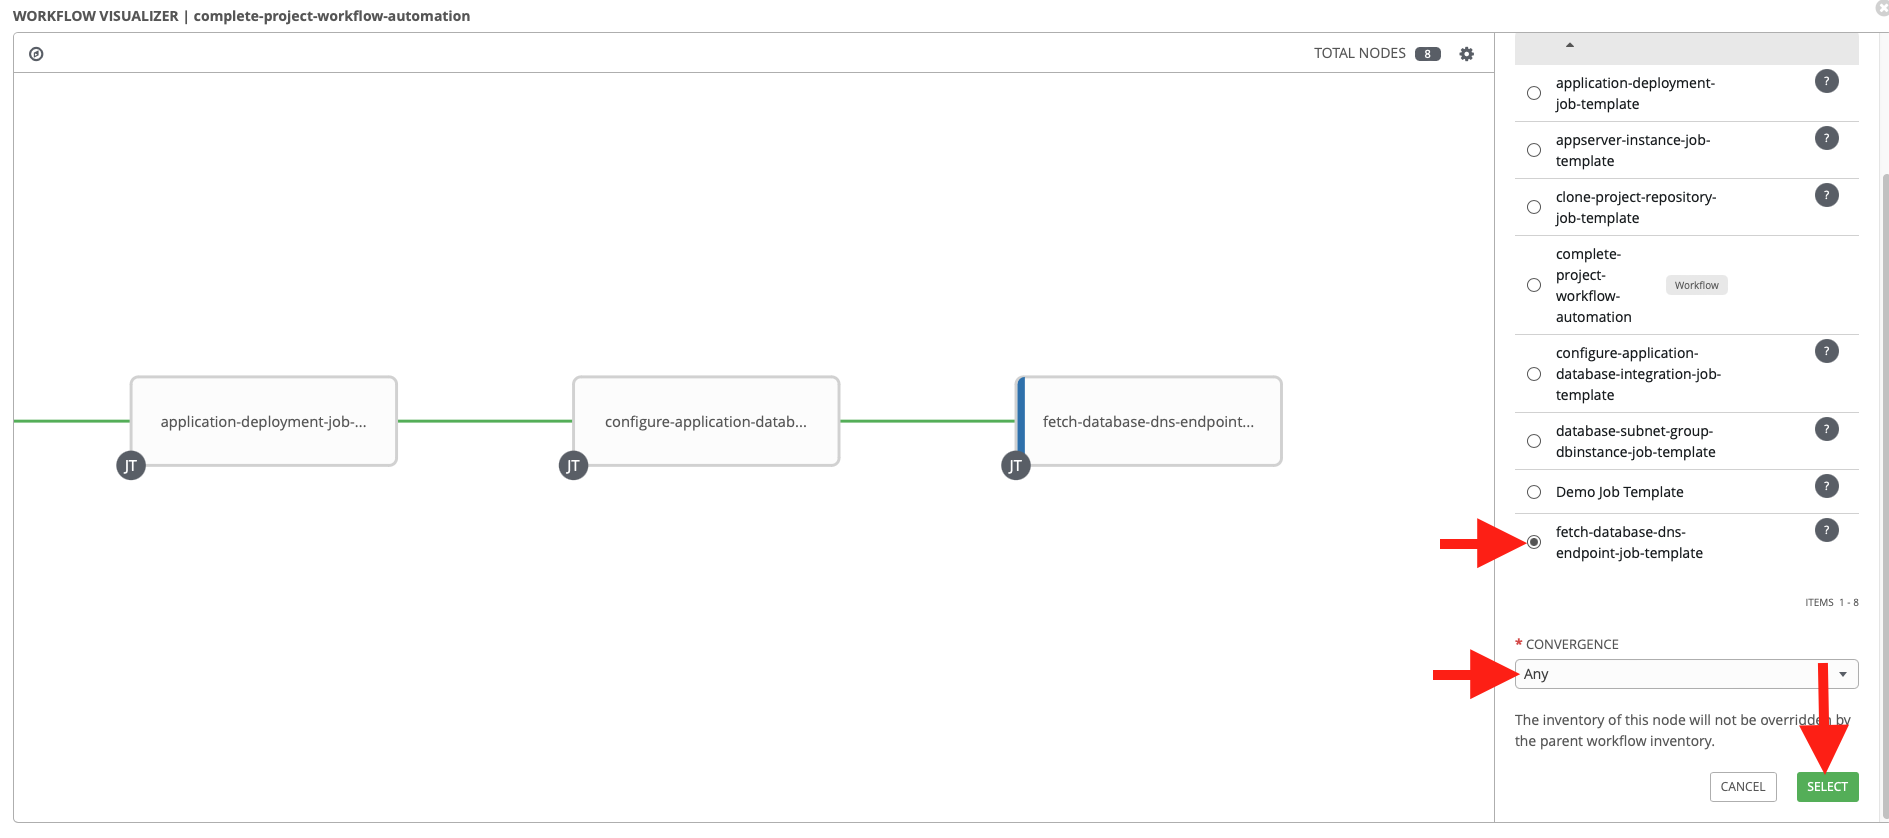 WORKFLOW VISUALIZER | complete-project-workflow-automation
TOTAL NODES 8
application-deployment-job-...
JT
configure-application-datab...
JT
fetch-database-dns-endpoint...
JT
application-deployment-
job-template
?
appserver-instance-job-
template
?
clone-project-repository-
job-template
?
complete-
project-
workflow-
automation
Workflow
configure-application-
database-integration-job-
template
?
database-subnet-group-
dbinstance-job-template
?
Demo Job Template
?
fetch-database-dns-
endpoint-job-template
?
ITEMS 1 - 8
* CONVERGENCE
Any
The inventory of this node will not be overridden by
the parent workflow inventory.
CANCEL
SELECT